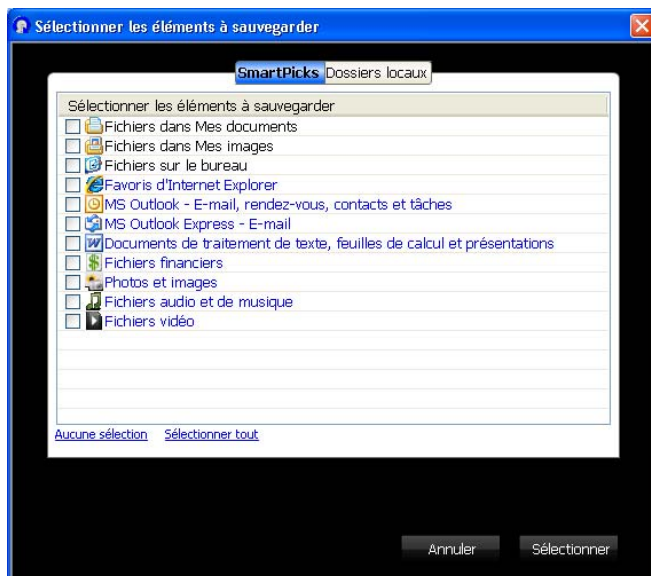 Sélectionner les éléments à sauvegarder
SmartPicks Dossiers locaux
Sélectionner les éléments à sauvegarder
Fichiers dans Mes documents
Fichiers dans Mes images
Fichiers sur le bureau
Favoris d'Internet Explorer
MS Outlook - E-mail, rendez-vous, contacts et tâches
MS Outlook Express - E-mail
Documents de traitement de texte, feuilles de calcul et présentations
Fichiers financiers
Photos et images
Fichiers audio et de musique
Fichiers vidéo
Aucune sélection Sélectionner tout
Annuler Sélectionner